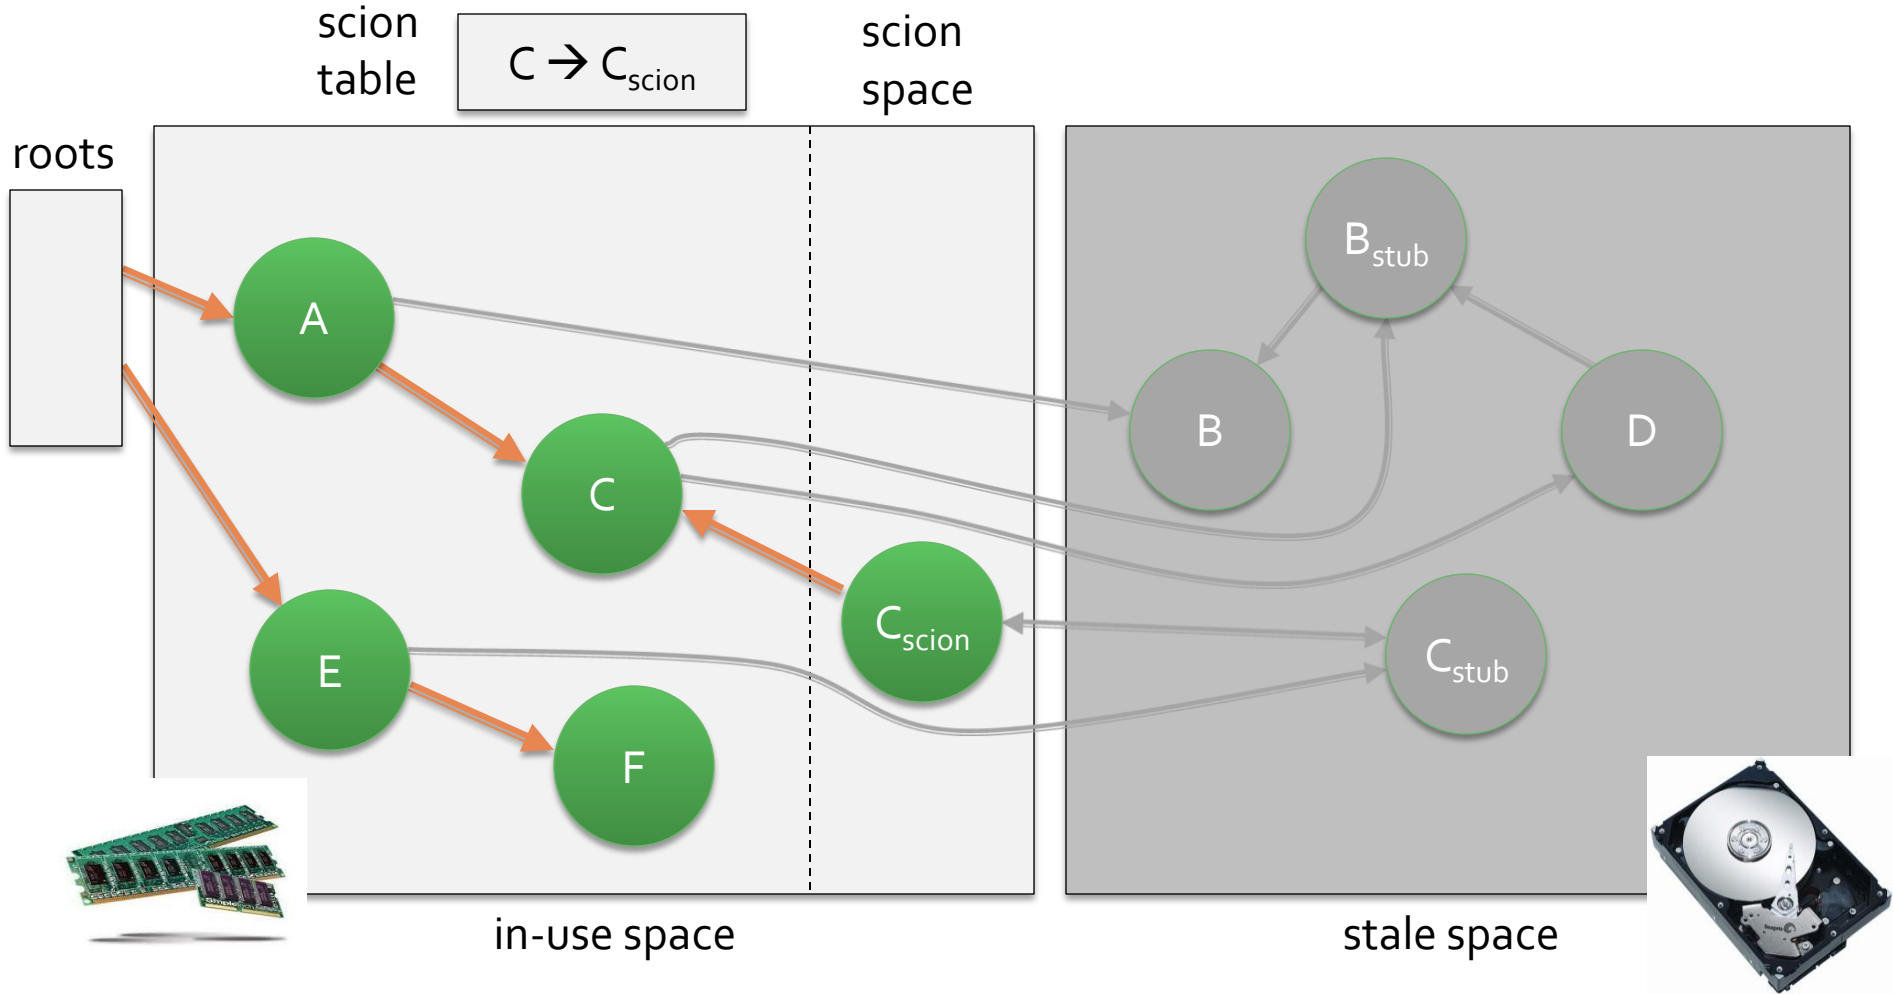 scion
table
C → Cscion
scion
space
roots
A
Bstub
B
D
C
Cscion
Cstub
E
F
in-use space
stale space